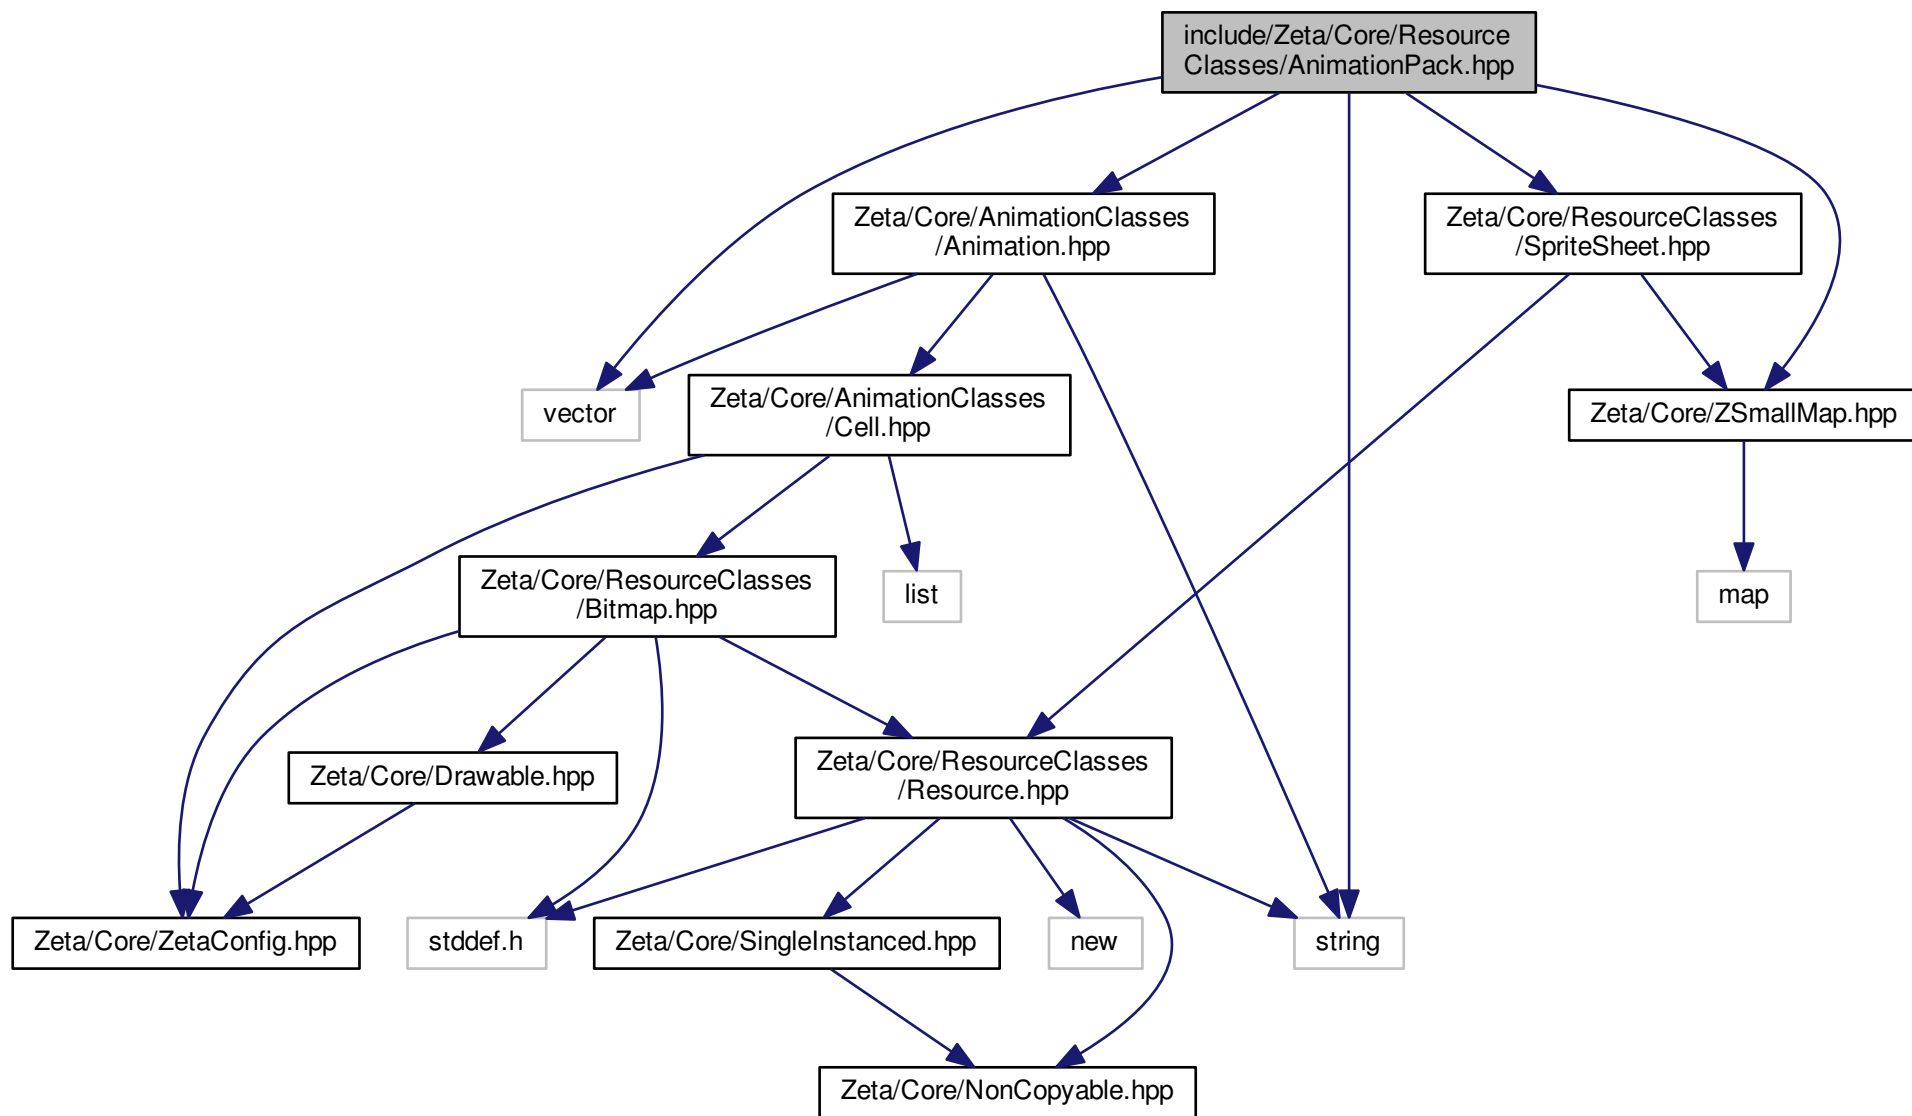 include/Zeta/Core/Resource
Classes/AnimationPack.hpp
Zeta/Core/AnimationClasses
/Animation.hpp
Zeta/Core/ResourceClasses
/SpriteSheet.hpp
vector
Zeta/Core/AnimationClasses
/Cell.hpp
Zeta/Core/ZSmallMap.hpp
Zeta/Core/ResourceClasses
/Bitmap.hpp
list
map
Zeta/Core/Drawable.hpp
Zeta/Core/ResourceClasses
/Resource.hpp
Zeta/Core/ZetaConfig.hpp
stddef.h
Zeta/Core/SingleInstanced.hpp
new
string
Zeta/Core/NonCopyable.hpp